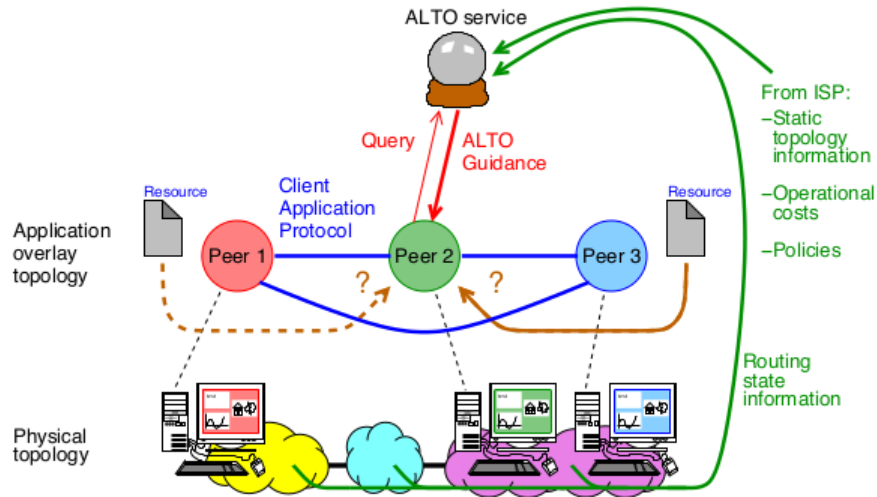 ALTO service
From ISP:
–Static
topology
information
–Operational
costs
–Policies
Query
ALTO
Guidance
Resource
Client
Application
Protocol
Resource
Application
overlay topology
Peer 1
Peer 2
Peer 3
?
?
Routing
state
information
Physical
topology